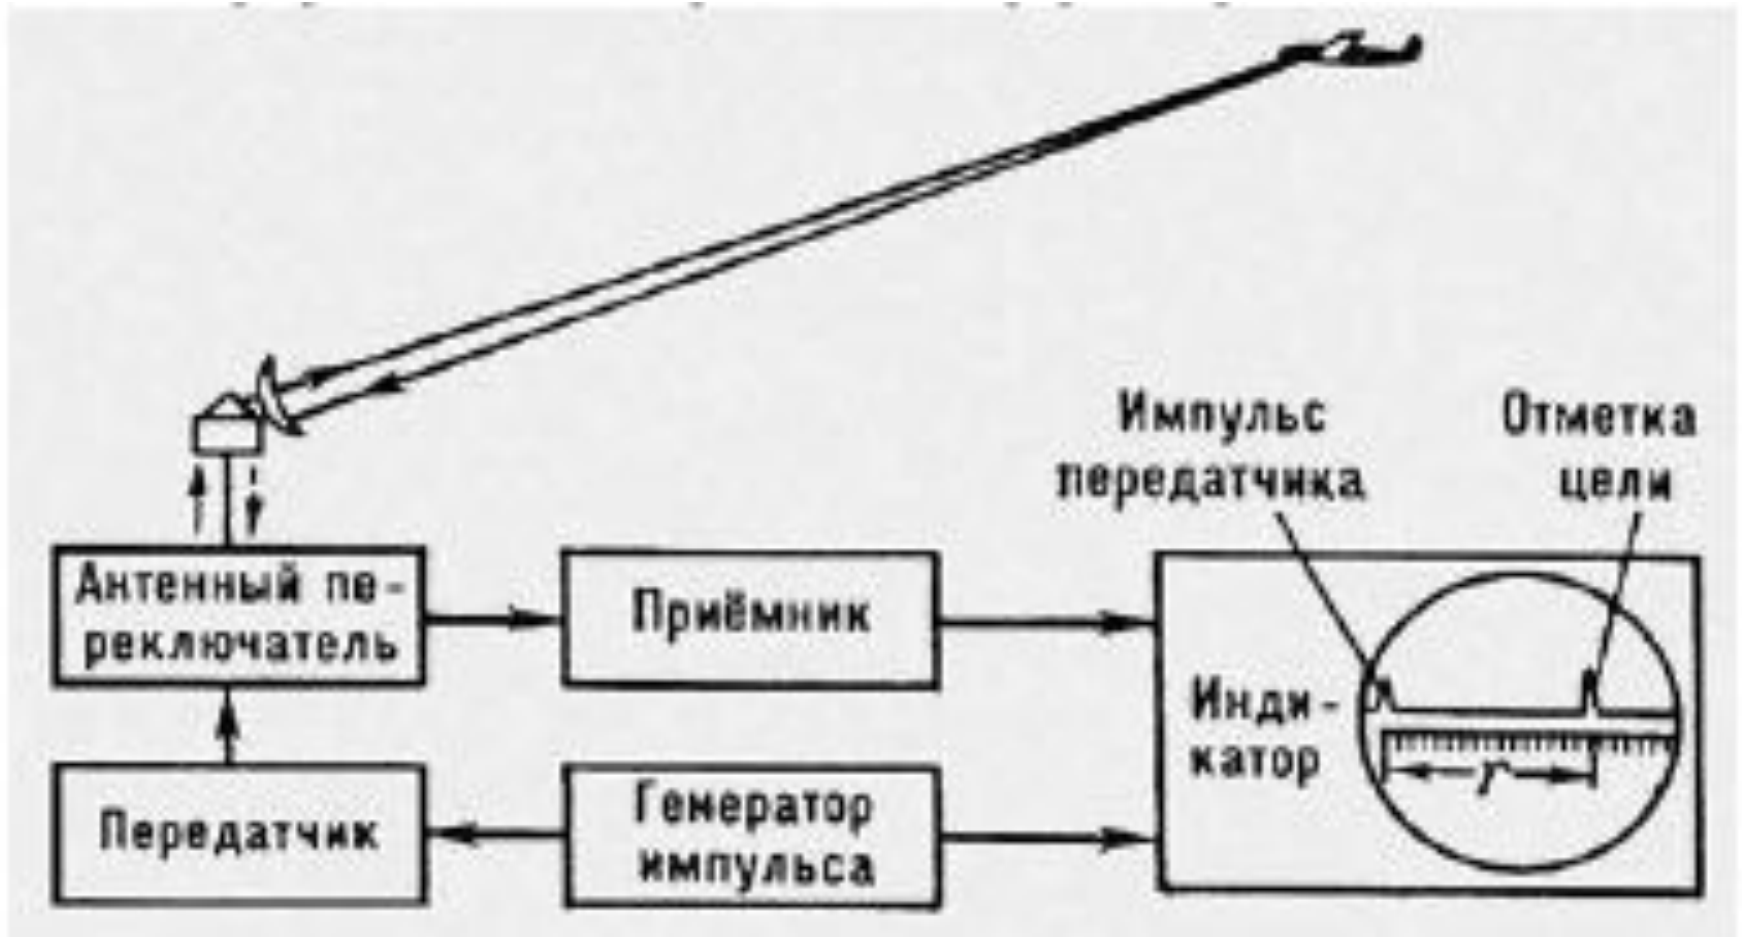 Импульс
передатчика
Отметка
цели
Антенный пе-
реключатель
Приёмник
Инди-
катор
r
Передатчик
Генератор
импульса